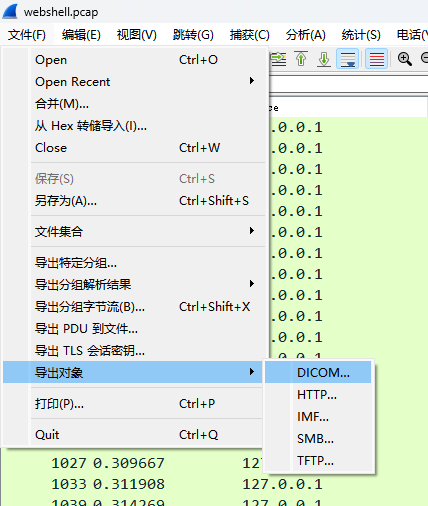 webshell.pcap
文件(F) 编辑(E) 视图(V) 跳转(G) 捕获(C) 分析(A) 统计(S) 电话(
Open Ctrl+O
Open Recent
合并(M)...
从 Hex 转储导入(I)...
Close Ctrl+W
保存(S) Ctrl+S
另存为(A)... Ctrl+Shift+S
文件集合
导出特定分组...
导出分组解析结果
导出分组字节流(B)... Ctrl+Shift+X
导出 PDU 到文件...
导出 TLS 会话密钥...
导出对象
打印(P)... Ctrl+P
Quit Ctrl+Q
DICOM...
HTTP...
IMF...
SMB...
TFTP...
.0.0.1
.0.0.1
.0.0.1
.0.0.1
.0.0.1
.0.0.1
.0.0.1
.0.0.1
.0.0.1
.0.0.1
.0.0.1
1027 0.309667 127.0.0.1
1033 0.311908 127.0.0.1
1039 0.314269 127.0.0.1